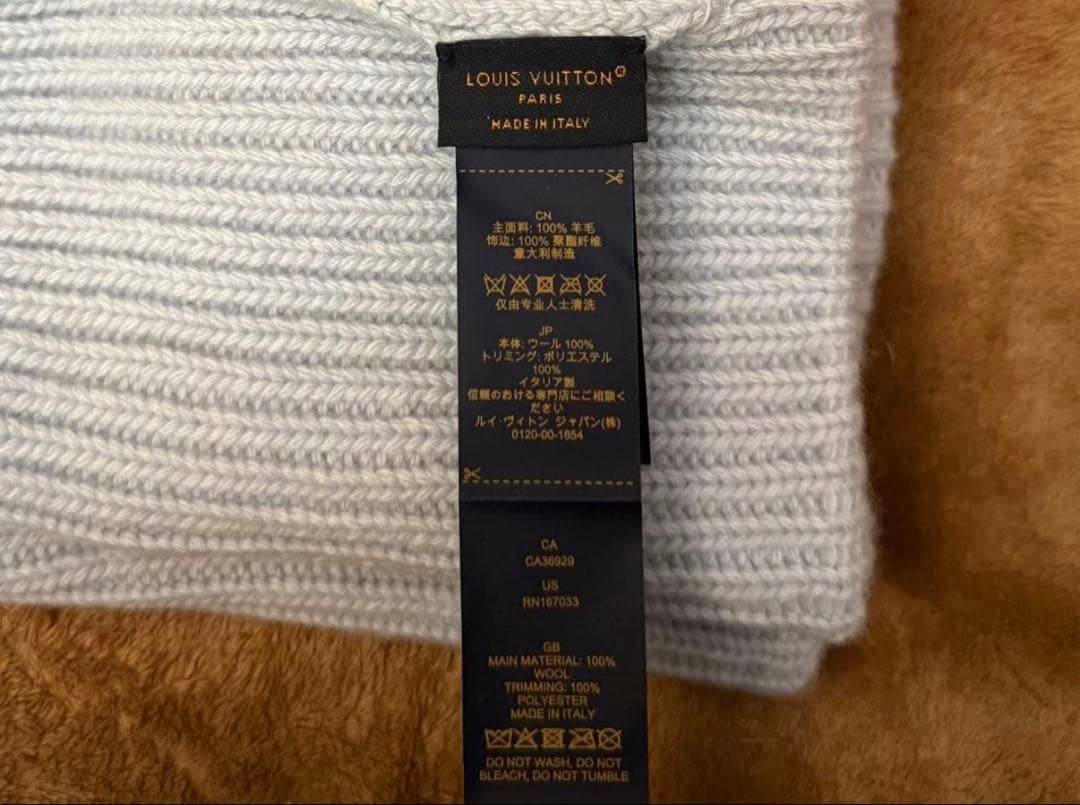 LOUIS VUITTON®
PARIS
MADE IN ITALY
CN
主面料: 100% 羊毛
饰边: 100% 聚酯纤维
意大利制造
仅由专业人士清洗
JP
本体: ウール 100%
トリミング: ポリエステル
100%
イタリア製
信頼のおける専門店にご相談く
ださい
ルイ·ヴィトン ジャパン(株)
0120-00-1854
CA
CA36929
US
RN167033
GB
MAIN MATERIAL: 100%
WOOL
TRIMMING: 100%
POLYESTER
MADE IN ITALY
DO NOT WASH, DO NOT
BLEACH, DO NOT TUMBLE